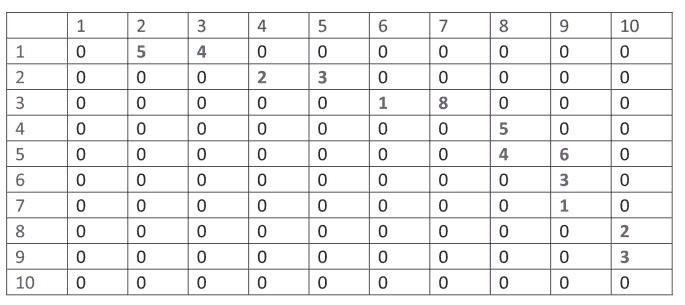 1 2 3 4 5 6 7 8 9 10
1 0 5 4 0 0 0 0 0 0 0
2 0 0 0 2 3 0 0 0 0 0
3 0 0 0 0 0 1 8 0 0 0
4 0 0 0 0 0 0 0 5 0 0
5 0 0 0 0 0 0 0 4 6 0
6 0 0 0 0 0 0 0 0 3 0
7 0 0 0 0 0 0 0 0 1 0
8 0 0 0 0 0 0 0 0 0 2
9 0 0 0 0 0 0 0 0 0 3
10 0 0 0 0 0 0 0 0 0 0